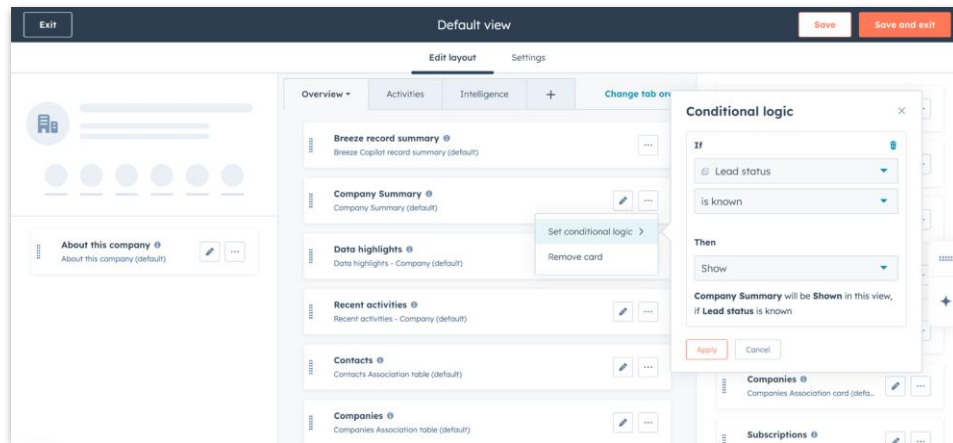 Exit
Default view
Save
Save and exit
Edit layout
Settings
Overview
Activities
Intelligence
+
Change tab ord
Breeze record summary
Breeze Copilot record summary (default)
Company Summary
Company Summary (default)
Data highlights
Data highlights - Company (default)
Recent activities
Recent activities - Company (default)
Contacts
Contacts Association table (default)
Companies
Companies Association table (default)
About this company
About this company (default)
Set conditional logic
Remove card
Conditional logic
If
Lead status
is known
Then
Show
Company Summary will be Shown in this view,
if Lead status is known
Apply
Cancel
Companies
Companies Association card (defa...
Subscriptions